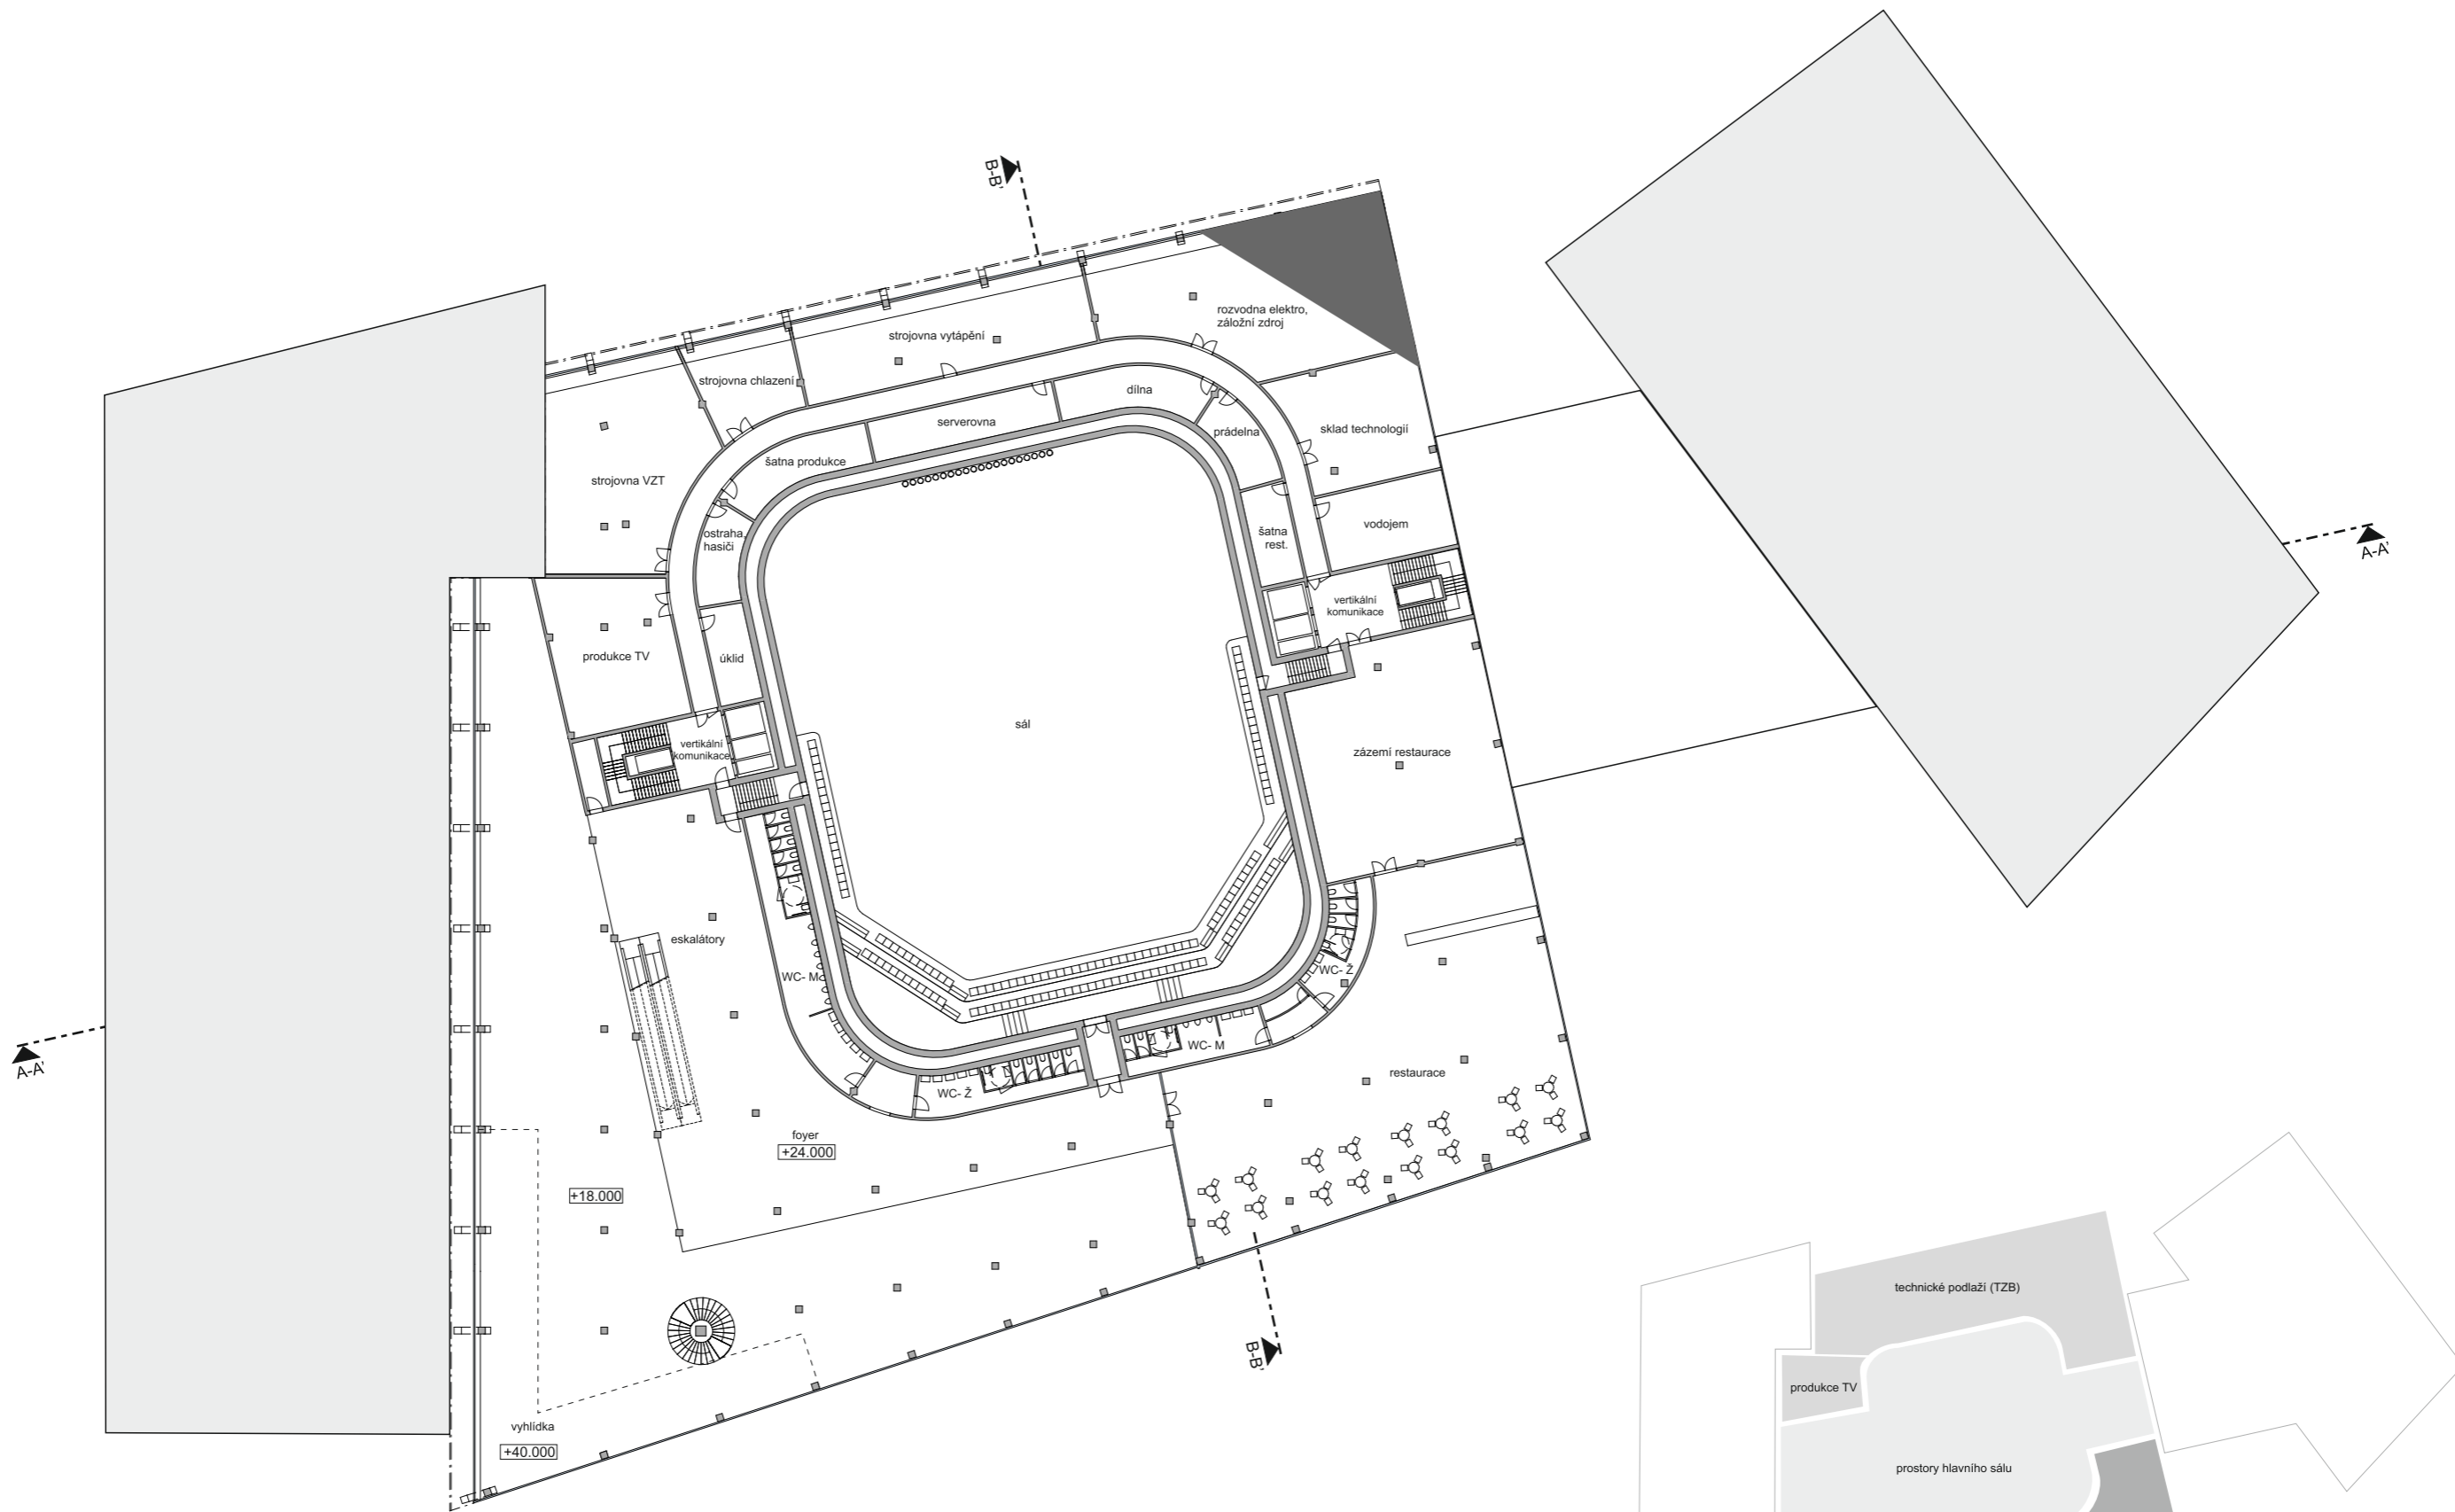 B-B'
rozvodna elektro,
záložní zdroj
strojovna vytápění
strojovna chlazení
dílna
serverovna
prádelna
sklad technologií
šatna produkce
strojovna VZT
ostraha,
hasiči
šatna
rest.
vodojem
A-A'
vertikální
komunikace
produkce TV
úklid
sál
vertikální
komunikace
zázemí restaurace
eskalátory
WC- M
WC- Ž
WC- M
A-A'
restaurace
WC- Ž
foyer
+24.000
+18.000
B-B'
vyhlídka
+40.000
technické podlaží (TZB)
produkce TV
prostory hlavního sálu